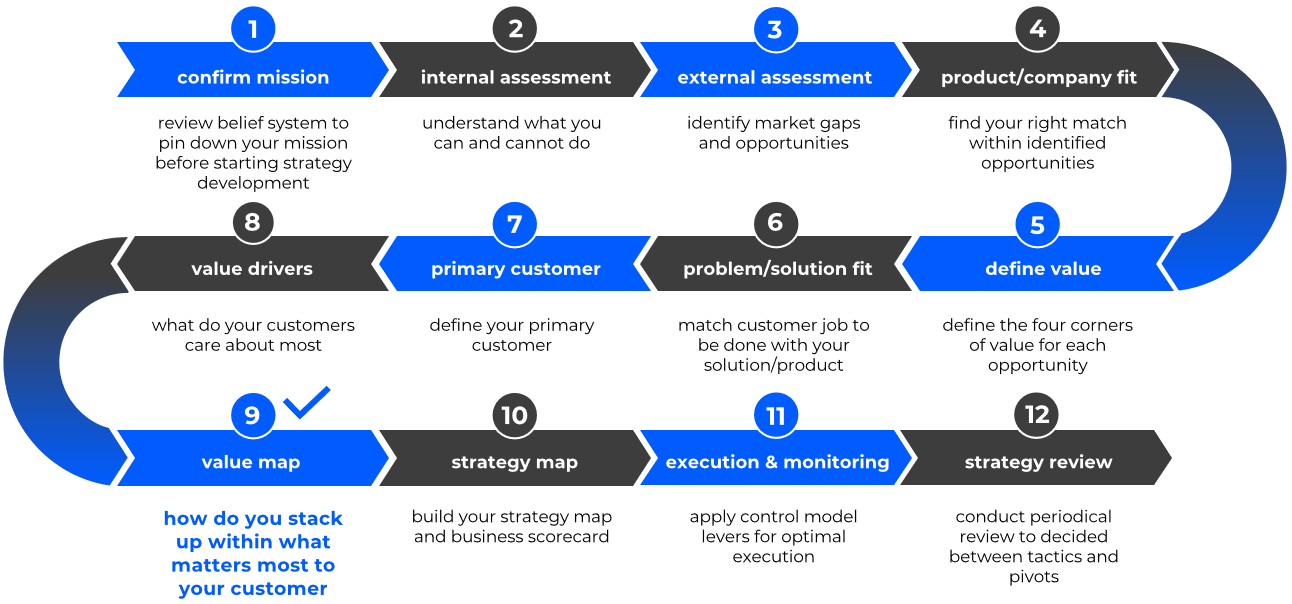 1
confirm mission
review belief system to
pin down your mission
before starting strategy
development
2
internal assessment
understand what you
can and cannot do
3
external assessment
identify market gaps
and opportunities
4
product/company fit
find your right match
within identified
opportunities
5
define value
define the four corners
of value for each
opportunity
6
problem/solution fit
match customer job to
be done with your
solution/product
7
primary customer
define your primary
customer
8
value drivers
what do your customers
care about most
9
value map
how do you stack
up within what
matters most to
your customer
10
strategy map
build your strategy map
and business scorecard
11
execution & monitoring
apply control model
levers for optimal
execution
12
strategy review
conduct periodical
review to decided
between tactics and
pivots